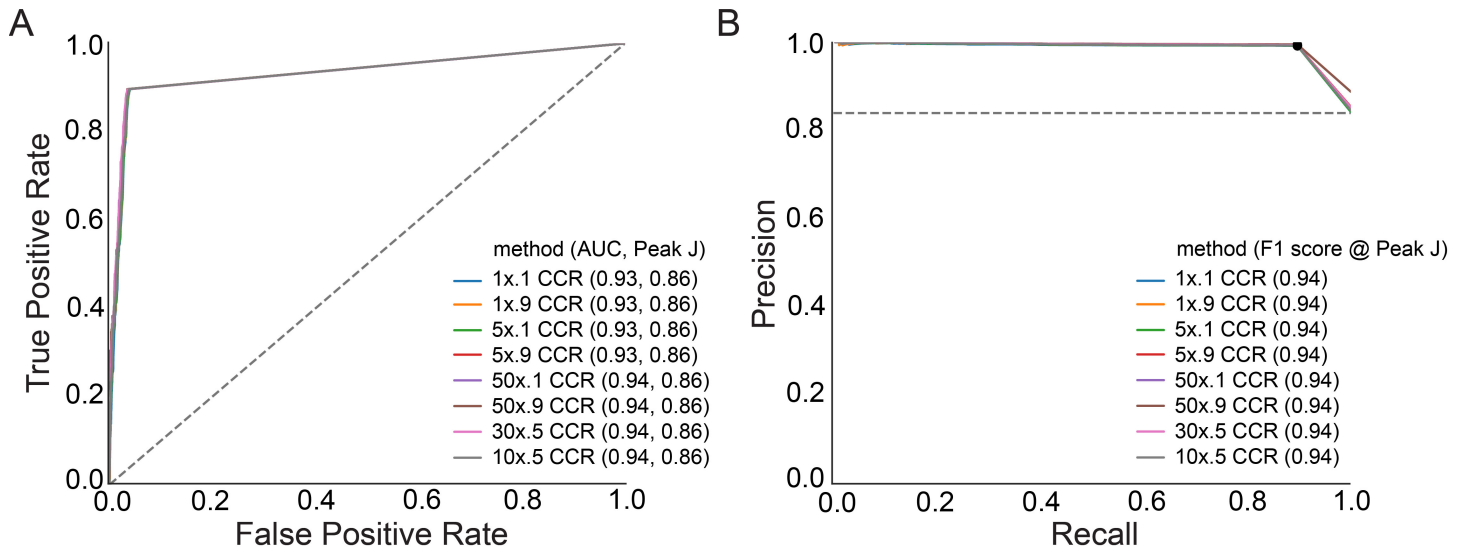 A
True Positive Rate
1.0
0.8
0.6
0.4
0.2
0.0
method (AUC, Peak J)
1x.1 CCR (0.93, 0.86)
1x.9 CCR (0.93, 0.86)
5x.1 CCR (0.93, 0.86)
5x.9 CCR (0.93, 0.86)
50x.1 CCR (0.94, 0.86)
50x.9 CCR (0.94, 0.86)
30x.5 CCR (0.94, 0.86)
10x.5 CCR (0.94, 0.86)
0.0 0.2 0.4 0.6 0.8 1.0
False Positive Rate
B
Precision
1.0
0.8
0.6
0.4
0.2
0.0
method (F1 score @ Peak J)
1x.1 CCR (0.94)
1x.9 CCR (0.94)
5x.1 CCR (0.94)
5x.9 CCR (0.94)
50x.1 CCR (0.94)
50x.9 CCR (0.94)
30x.5 CCR (0.94)
10x.5 CCR (0.94)
0.0 0.2 0.4 0.6 0.8 1.0
Recall